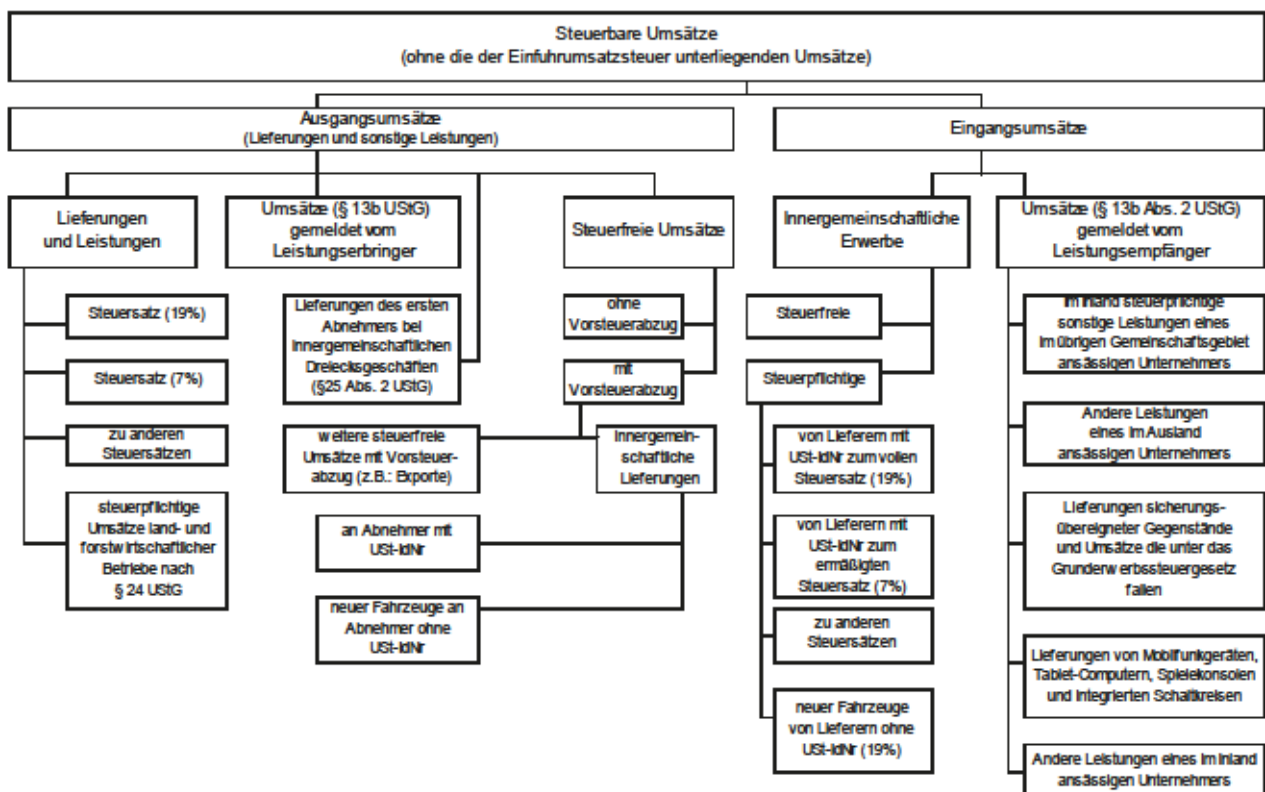 Steuerbare Umsätze
(ohne die der Einfuhrumsatzsteuer unterliegenden Umsätze)
Ausgangsumsätze
(Lieferungen und sonstige Leistungen)
Eingangsumsätze
Lieferungen
und Leistungen
Umsätze (§ 13b UStG)
gemeldet vom
Leistungserbringer
Steuerfreie Umsätze
Innergemeinschaftliche
Erwerbe
Umsätze (§ 13b Abs. 2 UStG)
gemeldet vom
Leistungsempfänger
Steuersatz (19%)
Steuersatz (7%)
zu anderen
Steuersätzen
steuerpflichtige
Umsätze land- und
forstwirtschaftlicher
Betriebe nach
§ 24 UStG
Lieferungen des ersten
Abnehmers bei
innergemeinschaftlichen
Dreiecksgeschäften
(§25 Abs. 2 UStG)
ohne
Vorsteuerabzug
mit
Vorsteuerabzug
weitere steuerfreie
Umsätze mit Vorsteuer-
abzug (z.B.: Exporte)
Innergemein-
schaftliche
Lieferungen
an Abnehmer mit
USt-IdNr
neuer Fahrzeuge an
Abnehmer ohne
USt-IdNr
Steuerfreie
Steuerpflichtige
von Lieferern mit
USt-IdNr zum vollen
Steuersatz (19%)
von Lieferern mit
USt-IdNr zum
ermäßigten
Steuersatz (7%)
zu anderen
Steuersätzen
neuer Fahrzeuge
von Lieferern ohne
USt-IdNr (19%)
Im Inland steuerpflichtige
sonstige Leistungen eines
im übrigen Gemeinschaftsgebiet
ansässigen Unternehmers
Andere Leistungen
eines im Ausland
ansässigen Unternehmers
Lieferungen sicherungs-
übereigneter Gegenstände
und Umsätze die unter das
Grunderwerbssteuergesetz
fallen
Lieferungen von Mobilfunkgeräten,
Tablet-Computern, Spielekonsolen
und integrierten Schaltkreisen
Andere Leistungen eines im Inland
ansässigen Unternehmers